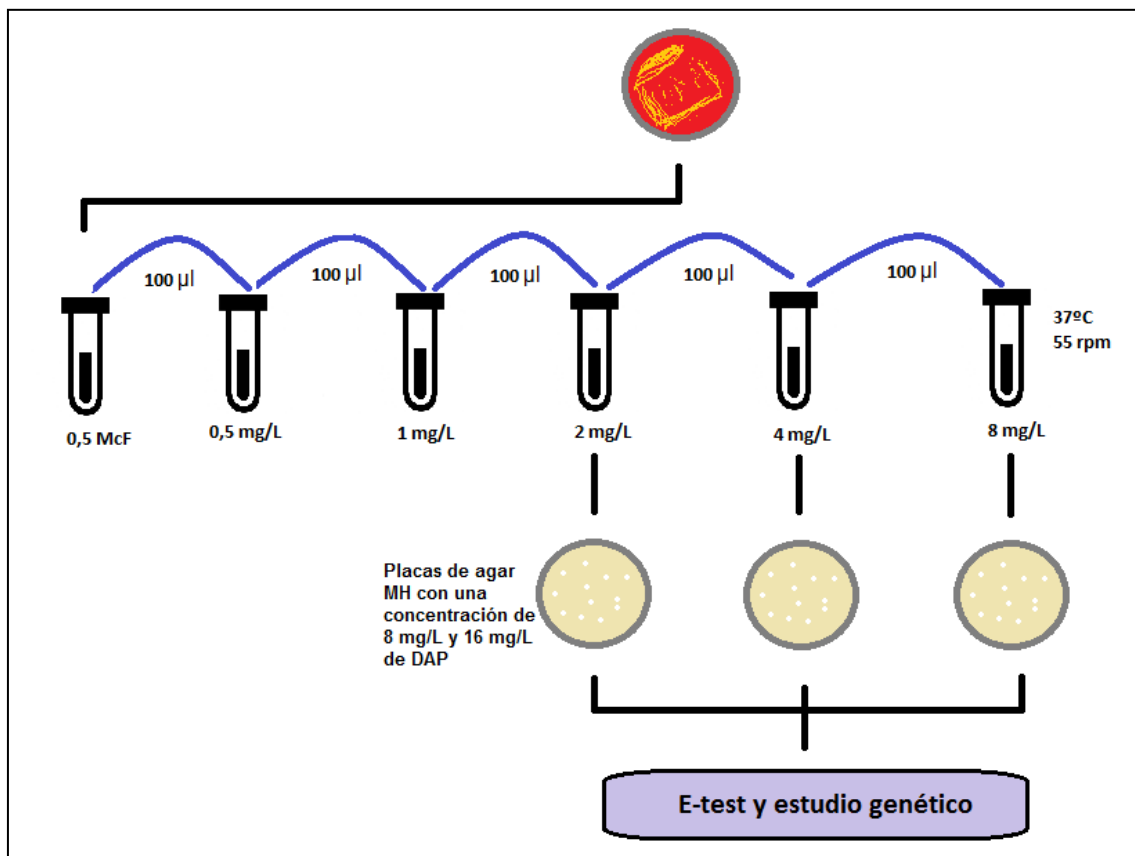 100 µl
100 µl
100 µl
100 µl
100 µl
37ºC
55 rpm
0,5 McF
0,5 mg/L
1 mg/L
2 mg/L
4 mg/L
8 mg/L
Placas de agar
MH con una
concentración de
8 mg/L y 16 mg/L
de DAP
E-test y estudio genético